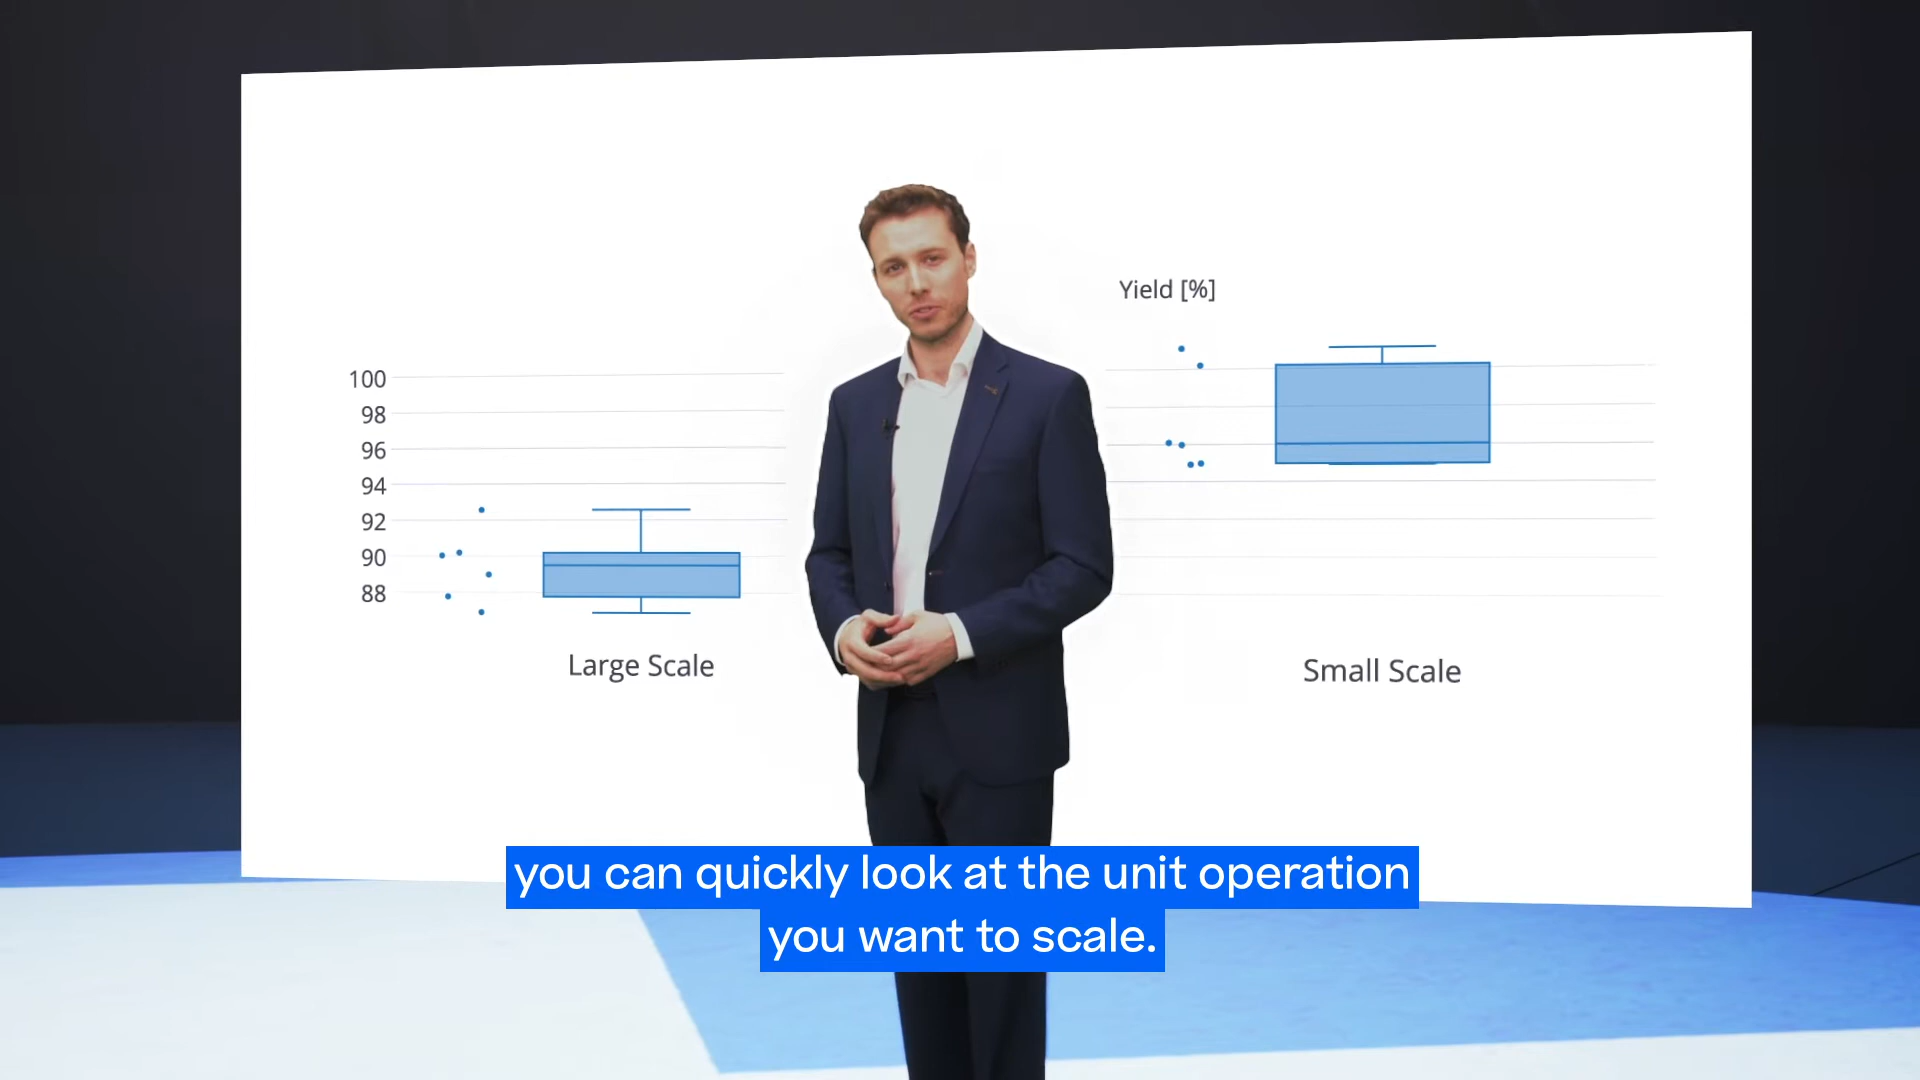 Yield [%]
100
98
96
94
92
90
88
Large Scale
Small Scale
you can quickly look at the unit operation
you want to scale.